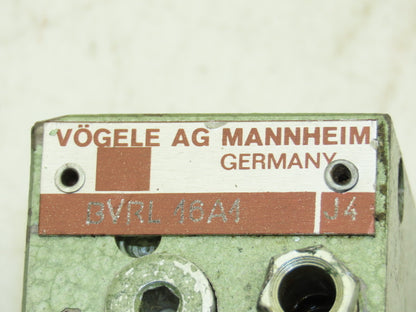 VÖGELE AG MANNHEIM
GERMANY
BVRL 16A1 J4